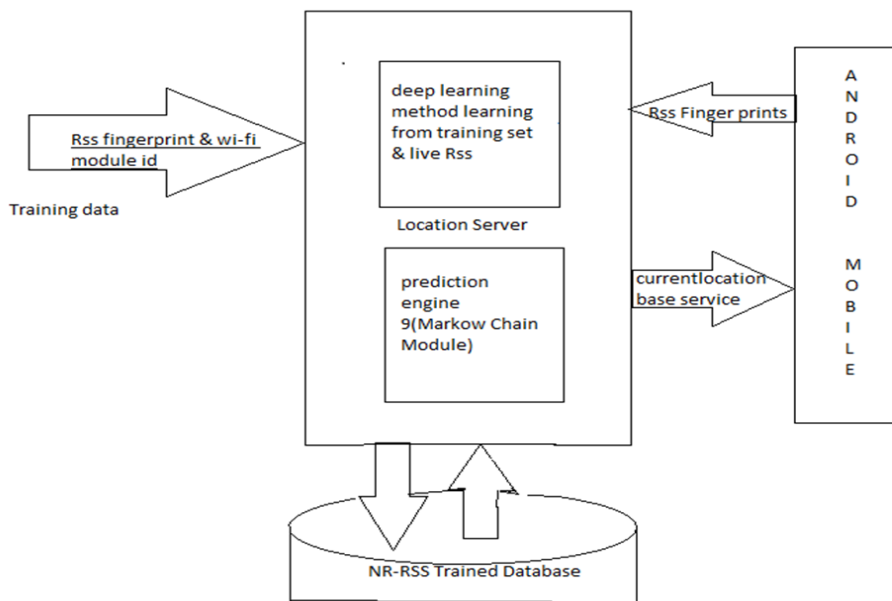 deep learning
method learning
from training set
& live Rss
Rss fingerprint & wi-fi
module id
Training data
Location Server
prediction
engine
9(Markow Chain
Module)
Rss Finger prints
currentlocation
base service
A
N
D
R
O
I
D
M
O
B
I
L
E
NR-RSS Trained Database